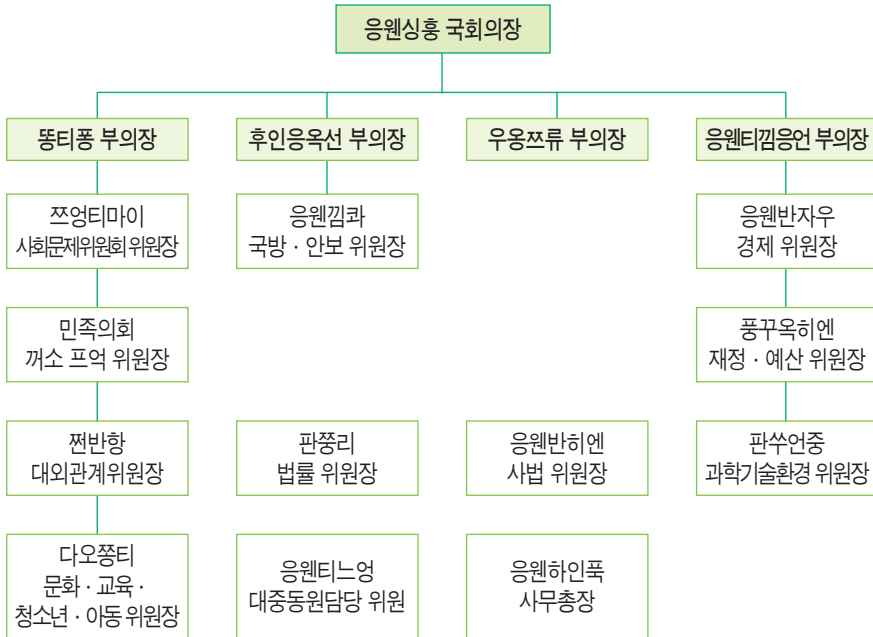 응웬싱흥 국회의장
똥티퐁 부의장
후인응옥선 부의장
우옹쯔류 부의장
응웬티낌응언 부의장
쯔엉티마이
사회문제위원회 위원장
응웬낌콰
국방 · 안보 위원장
응웬반자우
경제 위원장
민족의회
꺼소 프억 위원장
풍꾸옥히엔
재정 · 예산 위원장
쩐반항
대외관계위원장
판쭝리
법률 위원장
응웬반히엔
사법 위원장
판쑤언중
과학기술환경 위원장
다오쫑티
문화 · 교육 ·
청소년 · 아동 위원장
응웬티느엉
대중동원담당 위원
응웬하인푹
사무총장